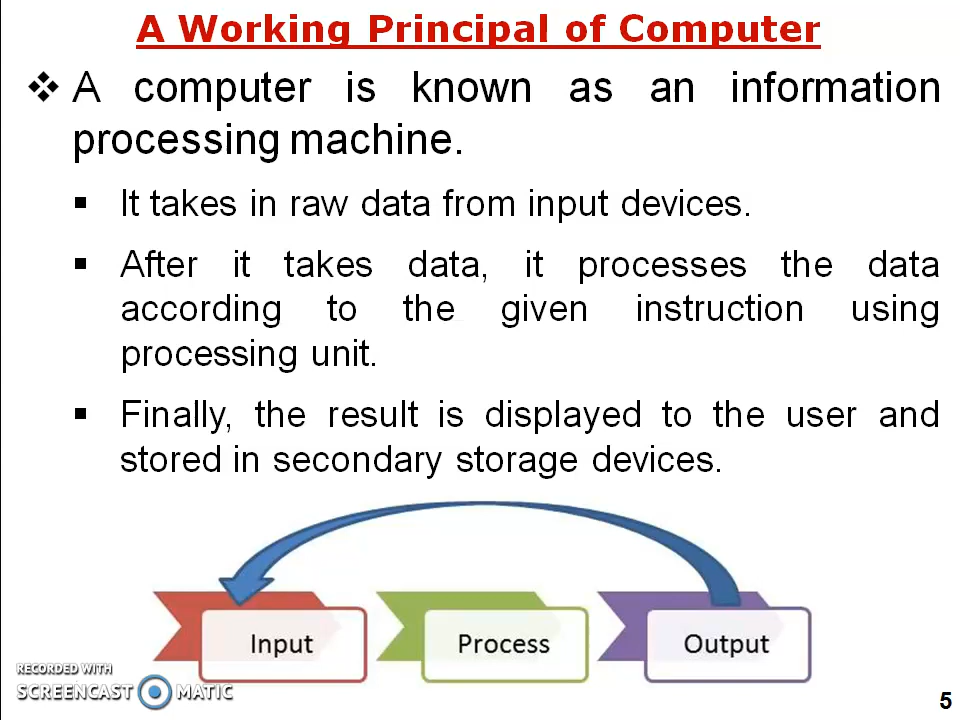 A Working Principal of Computer
❖ A computer is known as an information
processing machine.
▪ It takes in raw data from input devices.
▪ After it takes data, it processes the data
according to the given instruction using
processing unit.
▪ Finally, the result is displayed to the user and
stored in secondary storage devices.
Input
Process
Output
RECORDED WITH
SCREENCAST MATIC
5